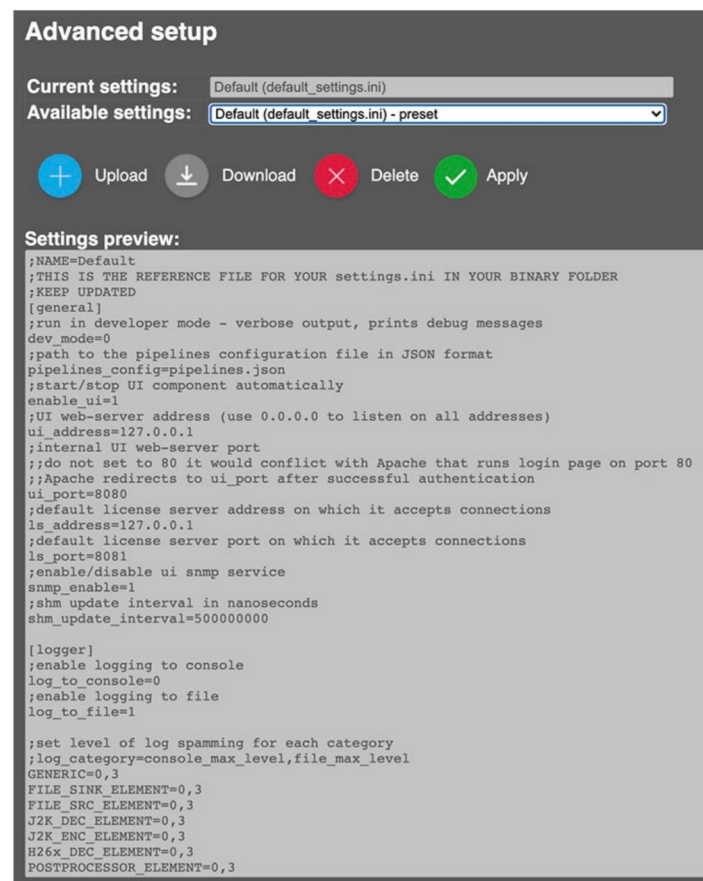 Advanced setup
Current settings: Default (default_settings.ini)
Available settings: Default (default_settings.ini) - preset
Upload Download Delete Apply
Settings preview:
;NAME=Default
;THIS IS THE REFERENCE FILE FOR YOUR settings.ini IN YOUR BINARY FOLDER
;KEEP UPDATED
[general]
;run in developer mode - verbose output, prints debug messages
dev_mode=0
;path to the pipelines configuration file in JSON format
pipelines_config=pipelines.json
;start/stop UI component automatically
enable_ui=1
;UI web-server address (use 0.0.0.0 to listen on all addresses)
ui_address=127.0.0.1
;internal UI web-server port
;;do not set to 80 it would conflict with Apache that runs login page on port 80
;;Apache redirects to ui_port after successful authentication
ui_port=8080
;default license server address on which it accepts connections
ls_address=127.0.0.1
;default license server port on which it accepts connections
ls_port=8081
;enable/disable ui snmp service
snmp_enable=1
;shm update interval in nanoseconds
shm_update_interval=500000000
[logger]
;enable logging to console
log_to_console=0
;enable logging to file
log_to_file=1
;set level of log spamming for each category
;log_category=console_max_level,file_max_level
GENERIC=0,3
FILE_SINK_ELEMENT=0,3
FILE_SRC_ELEMENT=0,3
J2K_DEC_ELEMENT=0,3
J2K_ENC_ELEMENT=0,3
H26x_DEC_ELEMENT=0,3
POSTPROCESSOR_ELEMENT=0,3